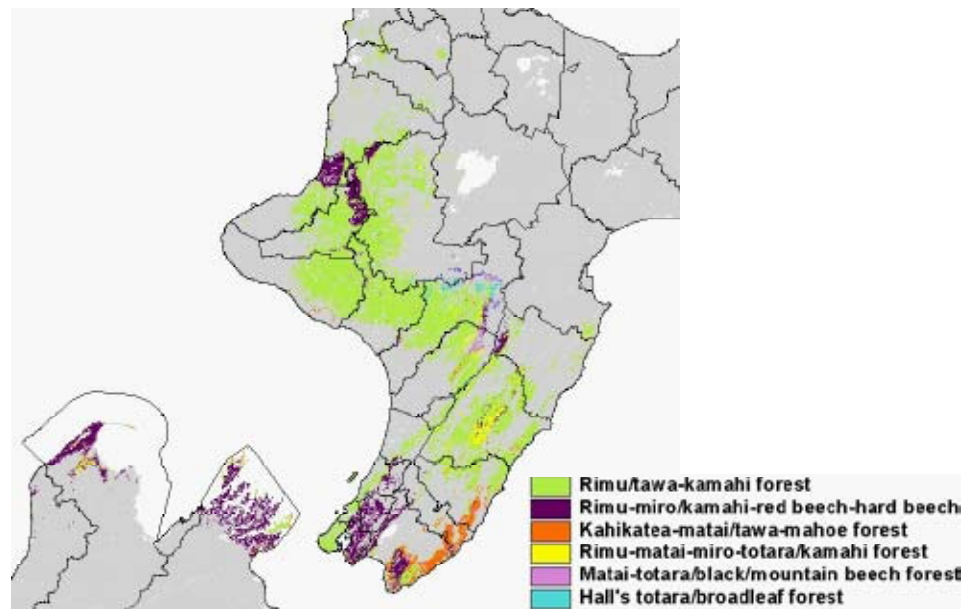 Rimu/tawa-kamahi forest
Rimu-miro/kamahi-red beech-hard beech
Kahikatea-matai/tawa-mahoe forest
Rimu-matai-miro-totara/kamahi forest
Matai-totara/black/mountain beech forest
Hall's totara/broadleaf forest